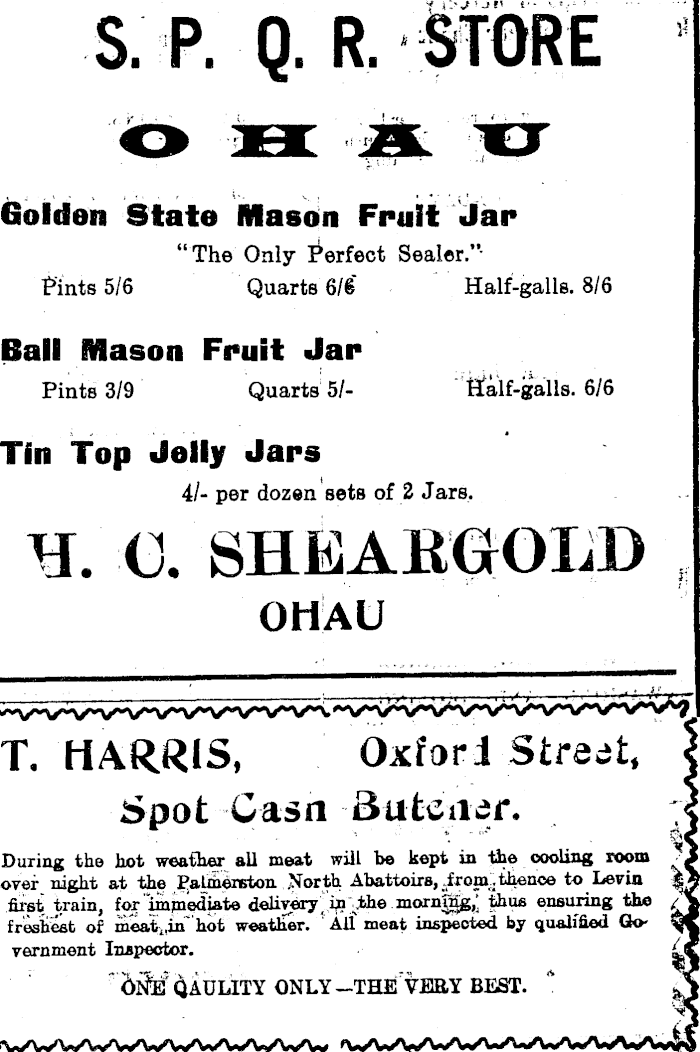 S. P. Q. R. STORE
OHAU
Golden State Mason Fruit Jar
"The Only Perfect Sealer."
Pints 5/6 Quarts 6/6 Half-galls. 8/6
Ball Mason Fruit Jar
Pints 3/9 Quarts 5/- Half-galls. 6/6
Tin Top Jelly Jars
4/- per dozen sets of 2 Jars.
H. C. SHEARGOLD
OHAU
T. HARRIS, Oxford Street,
Spot Cash Butcher.
During the hot weather all meat will be kept in the cooling room
over night at the Palmerston North Abattoirs, from thence to Levin
first train, for immediate delivery in the morning, thus ensuring the
freshest of meat in hot weather. All meat inspected by qualified Go-
vernment Inspector.
ONE QAULITY ONLY—THE VERY BEST.